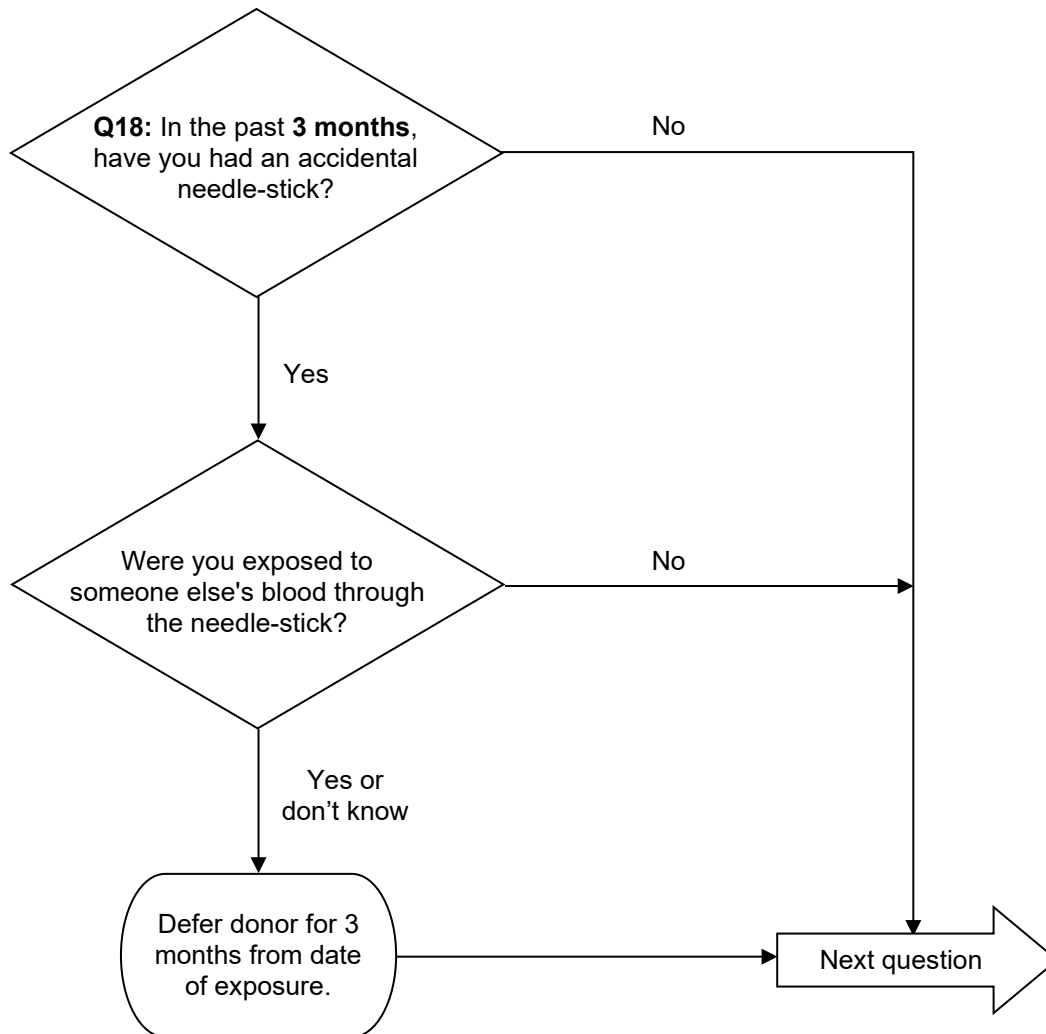 Q18: In the past 3 months,
have you had an accidental
needle-stick?
No
Yes
Were you exposed to
someone else's blood through
the needle-stick?
No
Yes or
don’t know
Defer donor for 3
months from date
of exposure.
Next question